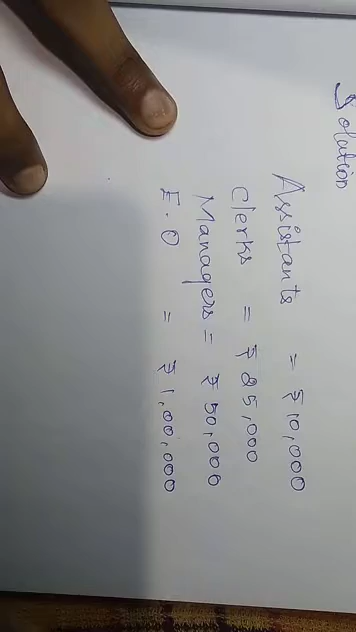 Solution
Assistants = ₹10,000
Clerks = ₹25,000
Managers = ₹50,000
E.O = ₹1,00,000